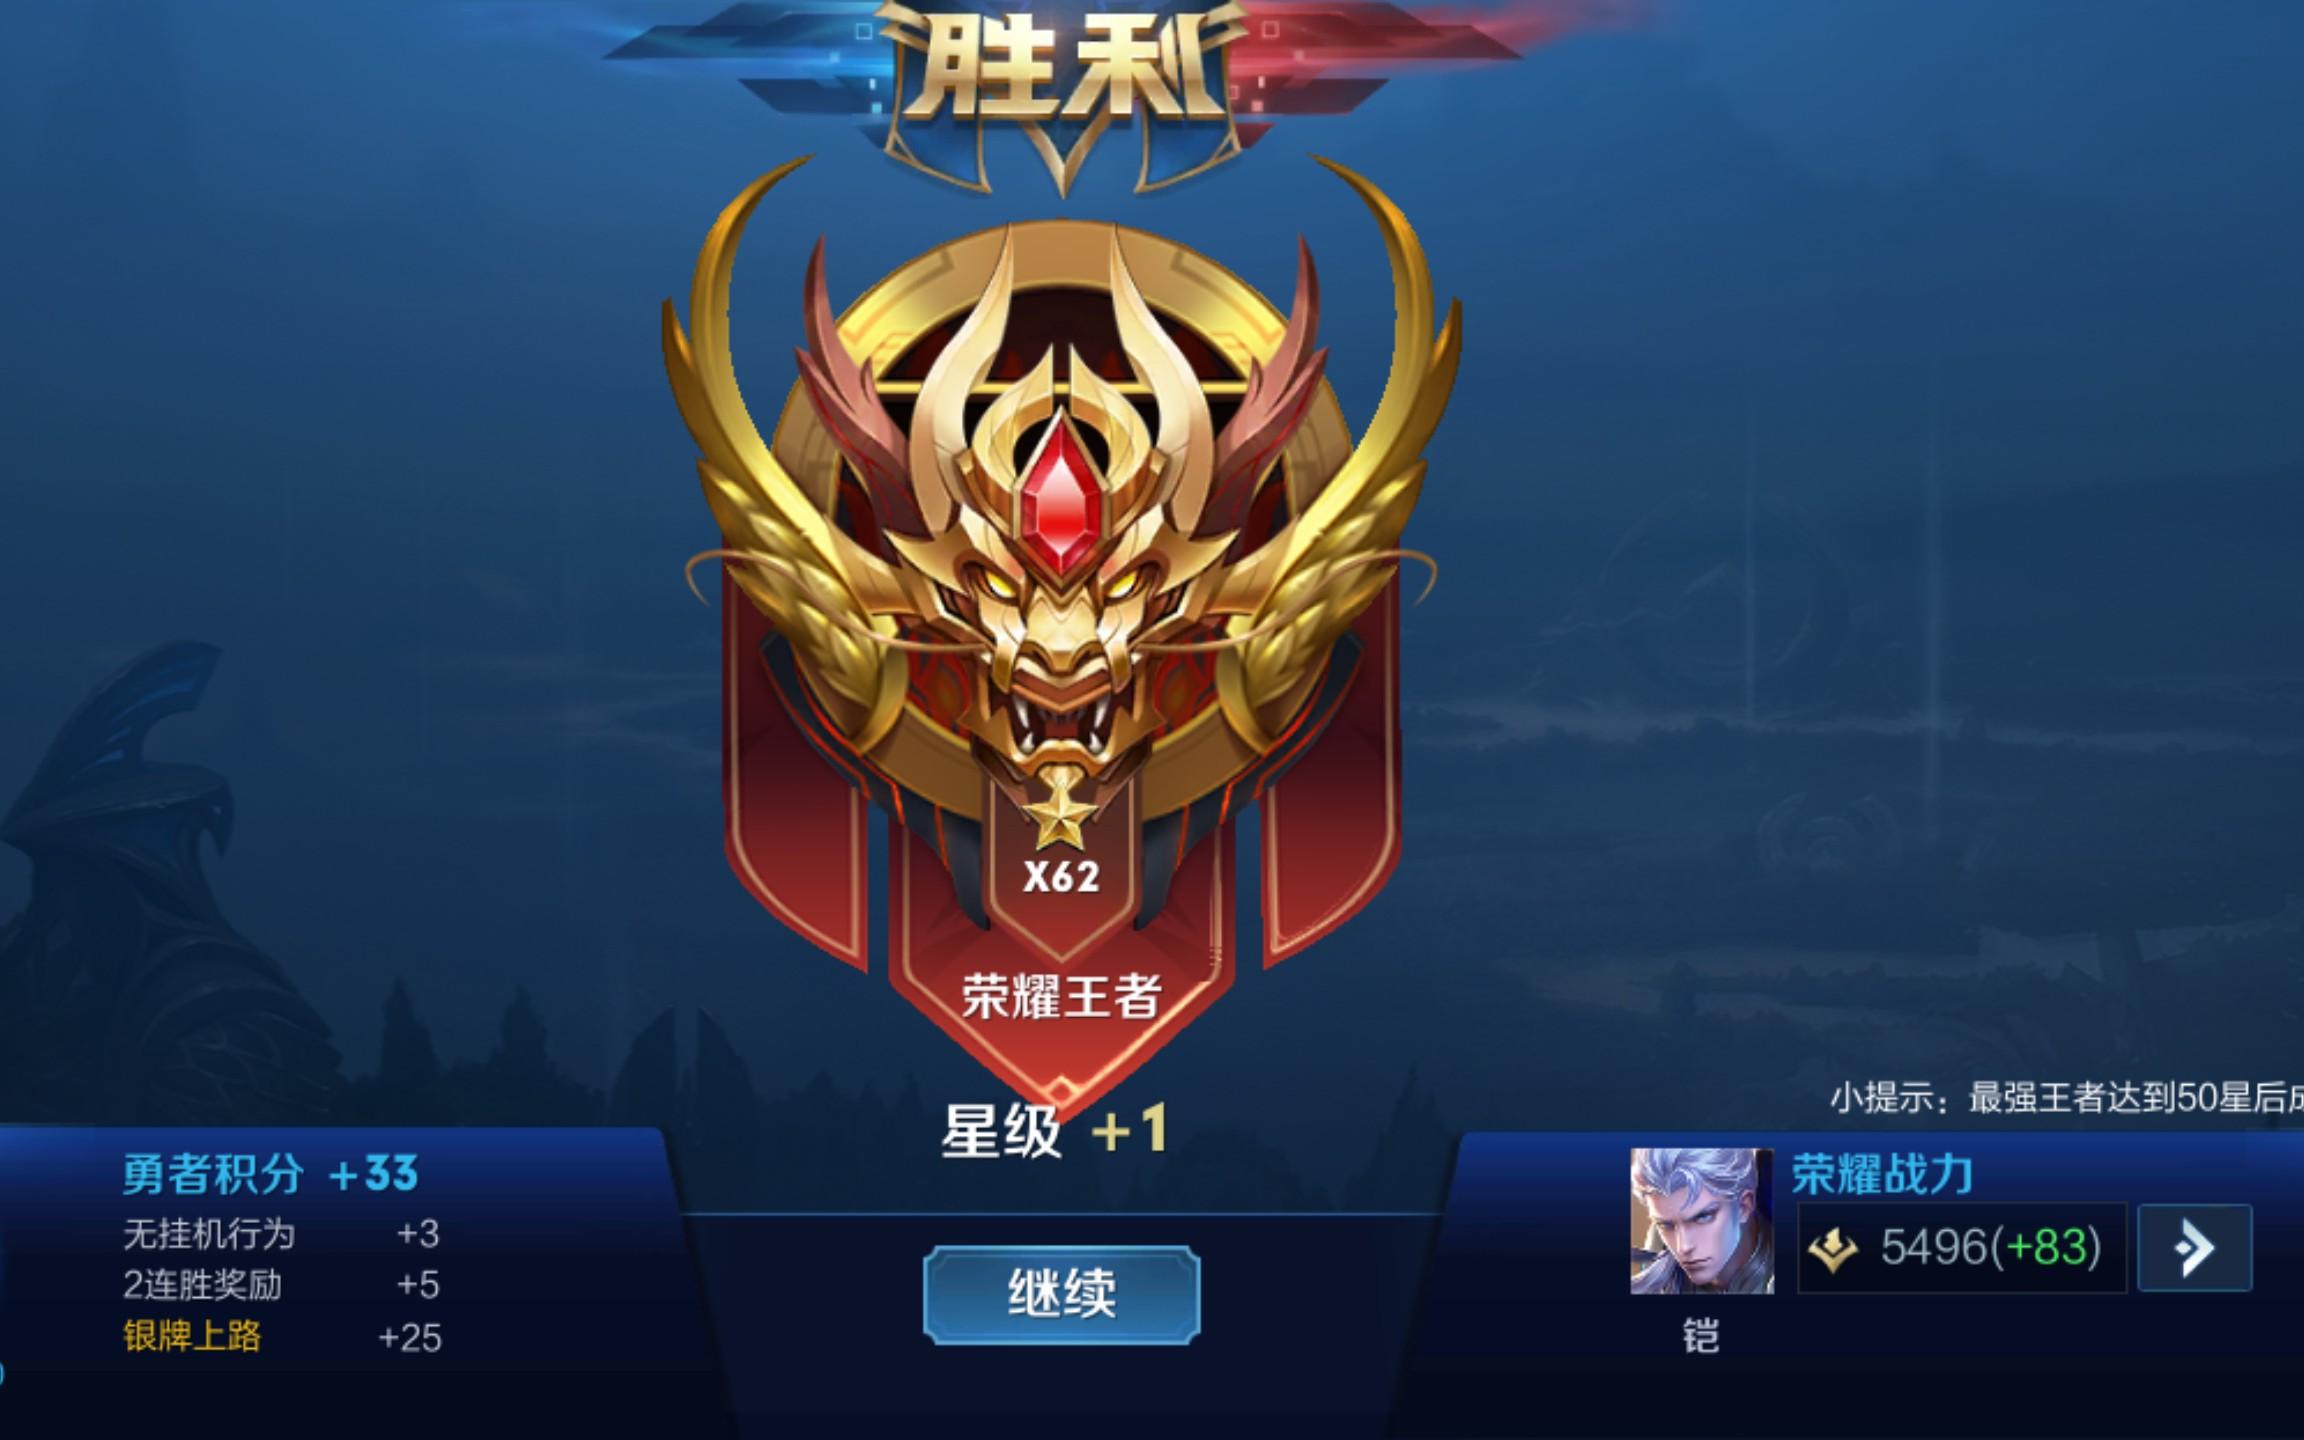 胜利
X62
荣耀王者
小提示：最强王者达到50星后
星级 +1
勇者积分 +33
无挂机行为 +3
2连胜奖励 +5
银牌上路 +25
继续
荣耀战力
5496(+83)
铠